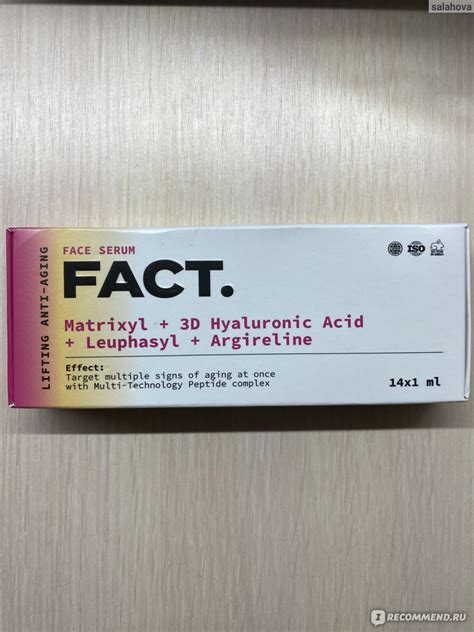 salahova
LIFTING ANTI-AGING
FACE SERUM
FACT.
Matrixyl + 3D Hyaluronic Acid
+ Leuphasyl + Argireline
Effect:
Target multiple signs of aging at once
with Multi-Technology Peptide complex
ISO
14x1 ml
I RECOMMEND.RU